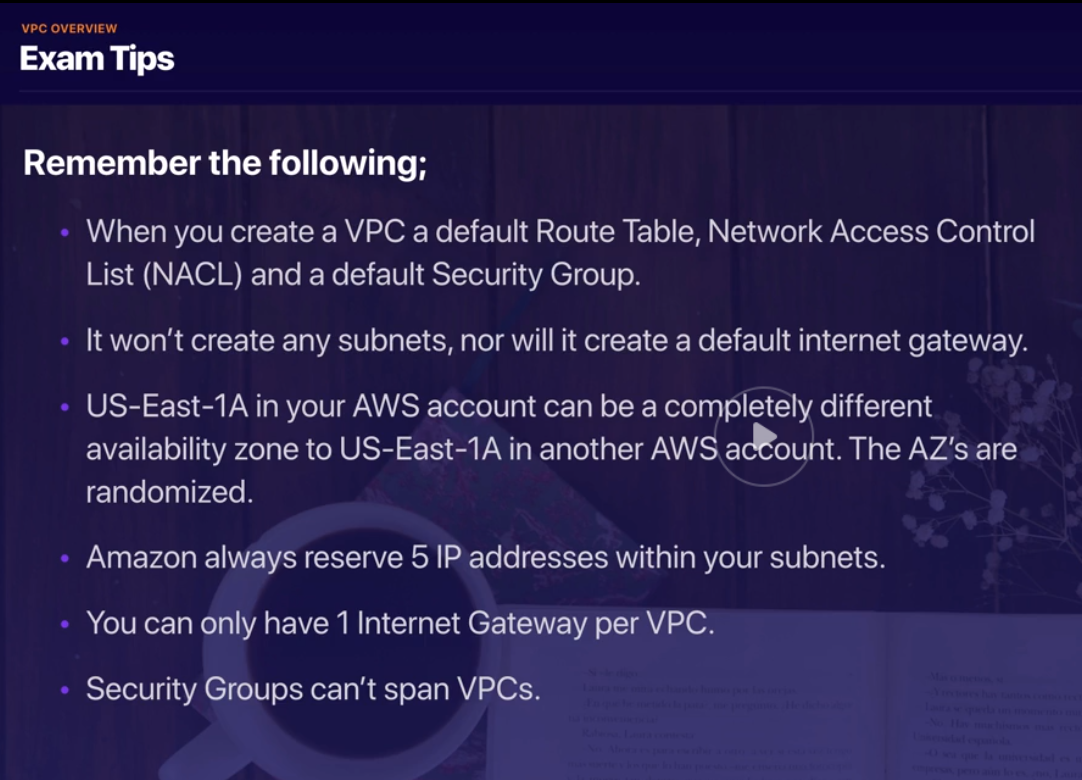 VPC OVERVIEW
Exam Tips
Remember the following;
• When you create a VPC a default Route Table, Network Access Control
List (NACL) and a default Security Group.
• It won't create any subnets, nor will it create a default internet gateway.
• US-East-1A in your AWS account can be a completely different
availability zone to US-East-1A in another AWS account. The AZ's are
randomized.
• Amazon always reserve 5 IP addresses within your subnets.
• You can only have 1 Internet Gateway per VPC.
• Security Groups can't span VPCs.